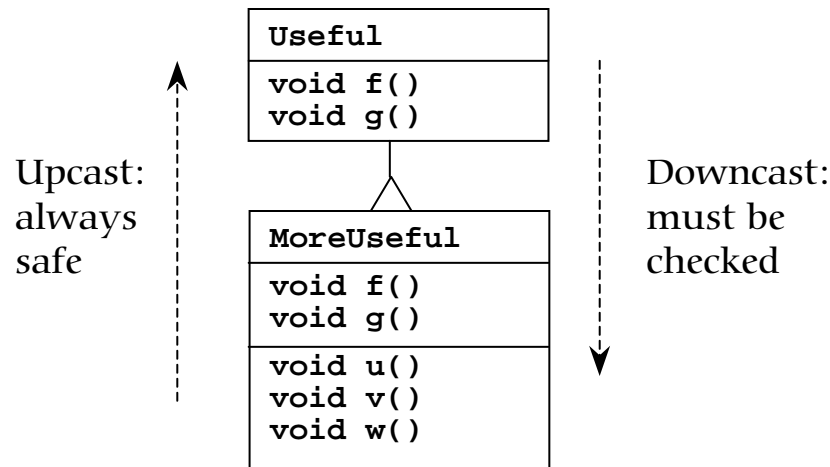 Useful
void f()
void g()
Upcast:
always
safe
Downcast:
must be
checked
MoreUseful
void f()
void g()
void u()
void v()
void w()